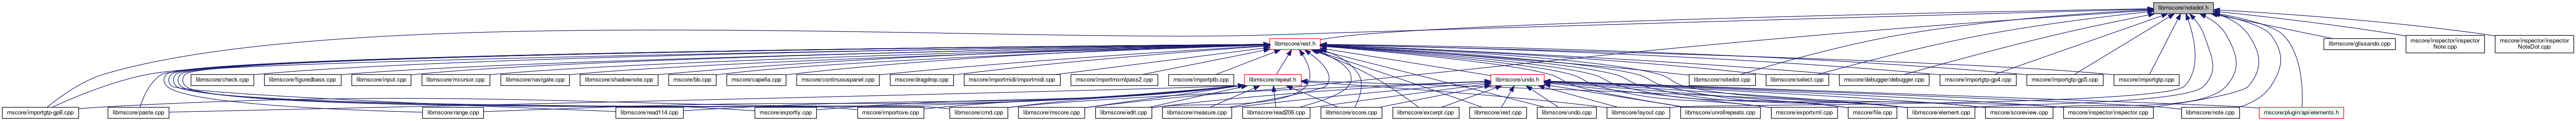 libmscore/notedot.h
libmscore/rest.h
libmscore/glissando.cpp
mscore/inspector/inspector
Note.cpp
mscore/inspector/inspector
NoteDot.cpp
libmscore/check.cpp
libmscore/figuredbass.cpp
libmscore/input.cpp
libmscore/mcursor.cpp
libmscore/navigate.cpp
libmscore/shadownote.cpp
mscore/bb.cpp
mscore/capella.cpp
mscore/continuouspanel.cpp
mscore/dragdrop.cpp
mscore/importmidi/importmidi.cpp
mscore/importmxmlpass2.cpp
mscore/importptb.cpp
libmscore/repeat.h
libmscore/undo.h
libmscore/notedot.cpp
libmscore/select.cpp
mscore/debugger/debugger.cpp
mscore/importgtp-gp4.cpp
mscore/importgtp-gp5.cpp
mscore/importgtp.cpp
mscore/importgtp-gp6.cpp
libmscore/paste.cpp
libmscore/range.cpp
libmscore/read114.cpp
mscore/exportly.cpp
mscore/importove.cpp
libmscore/cmd.cpp
libmscore/mscore.cpp
libmscore/edit.cpp
libmscore/measure.cpp
libmscore/read206.cpp
libmscore/score.cpp
libmscore/excerpt.cpp
libmscore/rest.cpp
libmscore/undo.cpp
libmscore/layout.cpp
libmscore/unrollrepeats.cpp
mscore/exportxml.cpp
mscore/file.cpp
libmscore/element.cpp
mscore/scoreview.cpp
mscore/inspector/inspector.cpp
libmscore/note.cpp
mscore/plugin/api/elements.h